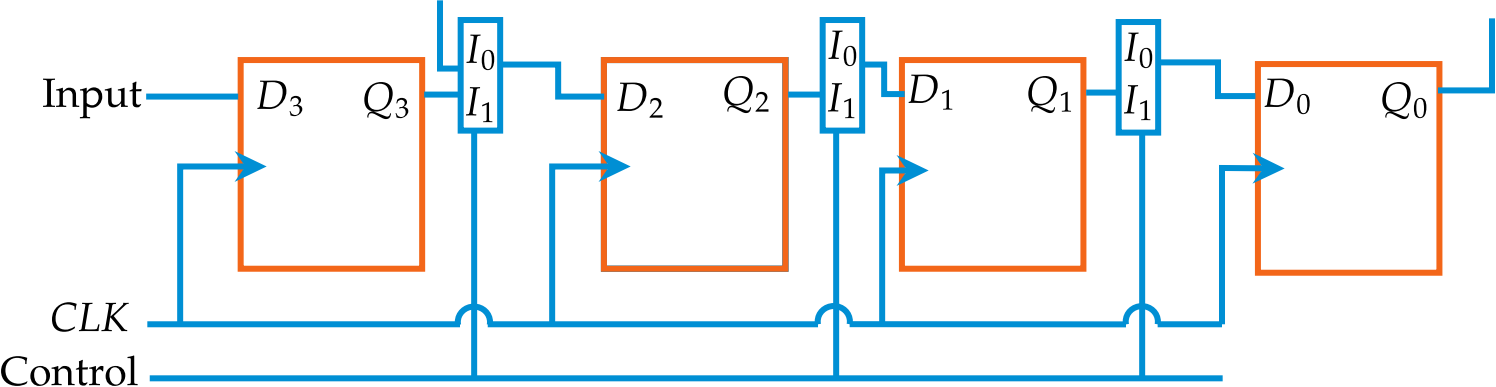 I₀ I₀ I₀
Input D₃ Q₃ D₂ Q₂ D₁ Q₁ D₀ Q₀
I₁ I₁ I₁
CLK
Control